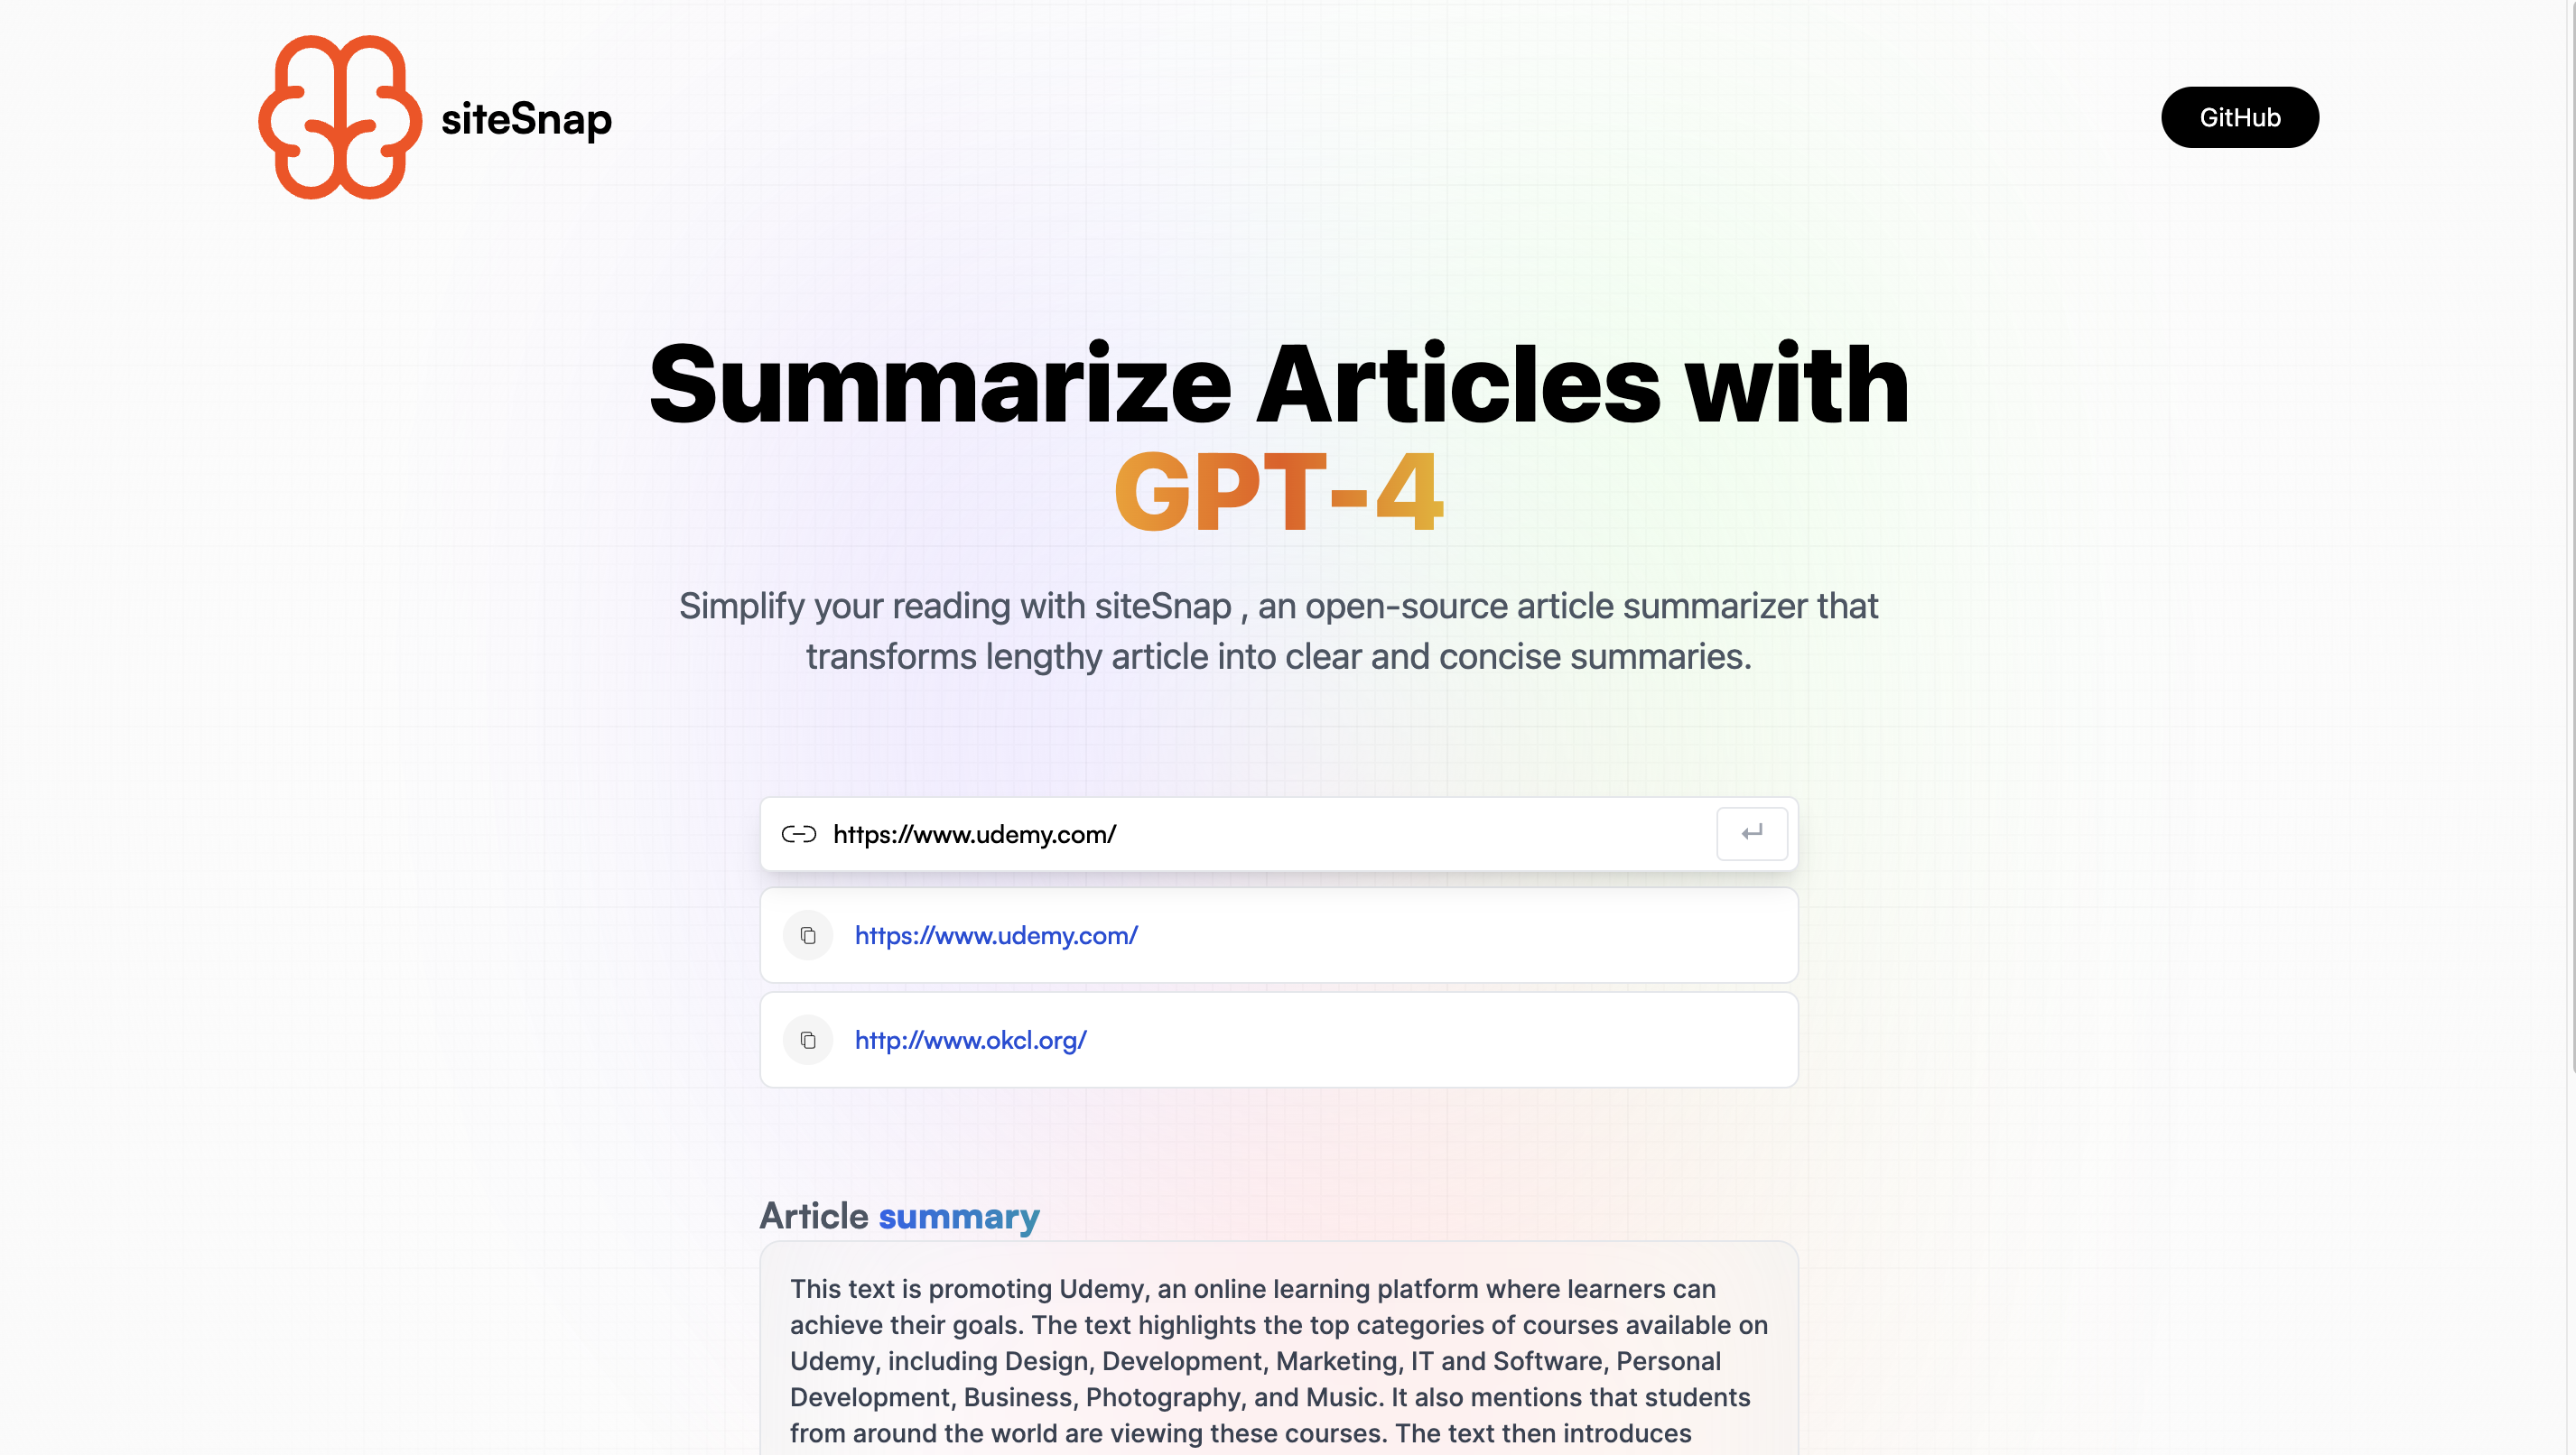 siteSnap
GitHub
Summarize Articles with
GPT-4
Simplify your reading with siteSnap , an open-source article summarizer that
transforms lengthy article into clear and concise summaries.
https://www.udemy.com/
https://www.udemy.com/
http://www.okcl.org/
Article summary
This text is promoting Udemy, an online learning platform where learners can
achieve their goals. The text highlights the top categories of courses available on
Udemy, including Design, Development, Marketing, IT and Software, Personal
Development, Business, Photography, and Music. It also mentions that students
from around the world are viewing these courses. The text then introduces